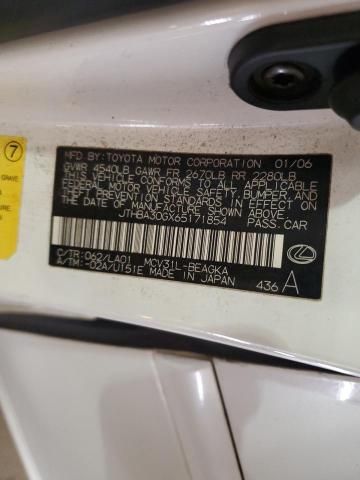 MFD BY:TOYOTA MOTOR CORPORATION 01/06
GVWR 4540LB GAWR FR 2670LB RR 2280LB
THIS VEHICLE CONFORMS TO ALL APPLICABLE
FEDERAL MOTOR VEHICLE SAFETY, BUMPER,
AND THEFT PREVENTION STANDARDS IN EFFECT ON
THE DATE OF MANUFACTURE SHOWN ABOVE.
JTHBA30GX65171854 PASS.CAR
C/TR:062/LA01 MCV31L-BEAGKA
A/TM:-02A/U151E MADE IN JAPAN
436 A
7
GRAVE